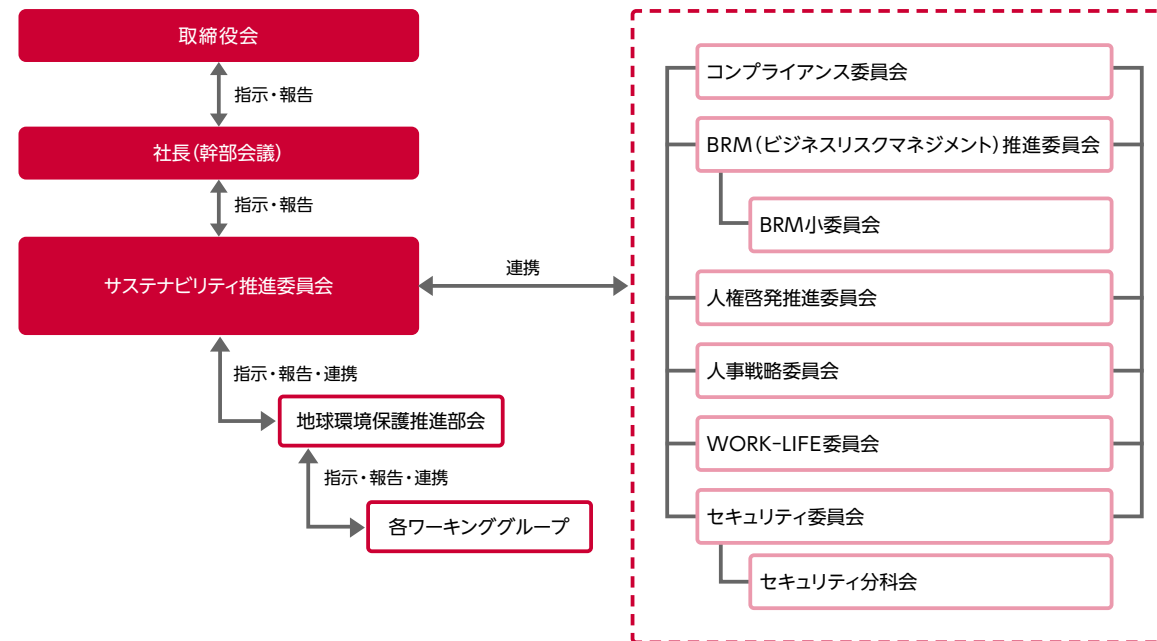 取締役会
指示・報告
社長(幹部会議)
指示・報告
サステナビリティ推進委員会
連携
指示・報告・連携
地球環境保護推進部会
指示・報告・連携
各ワーキンググループ
コンプライアンス委員会
BRM(ビジネスリスクマネジメント)推進委員会
BRM小委員会
人権啓発推進委員会
人事戦略委員会
WORK-LIFE委員会
セキュリティ委員会
セキュリティ分科会